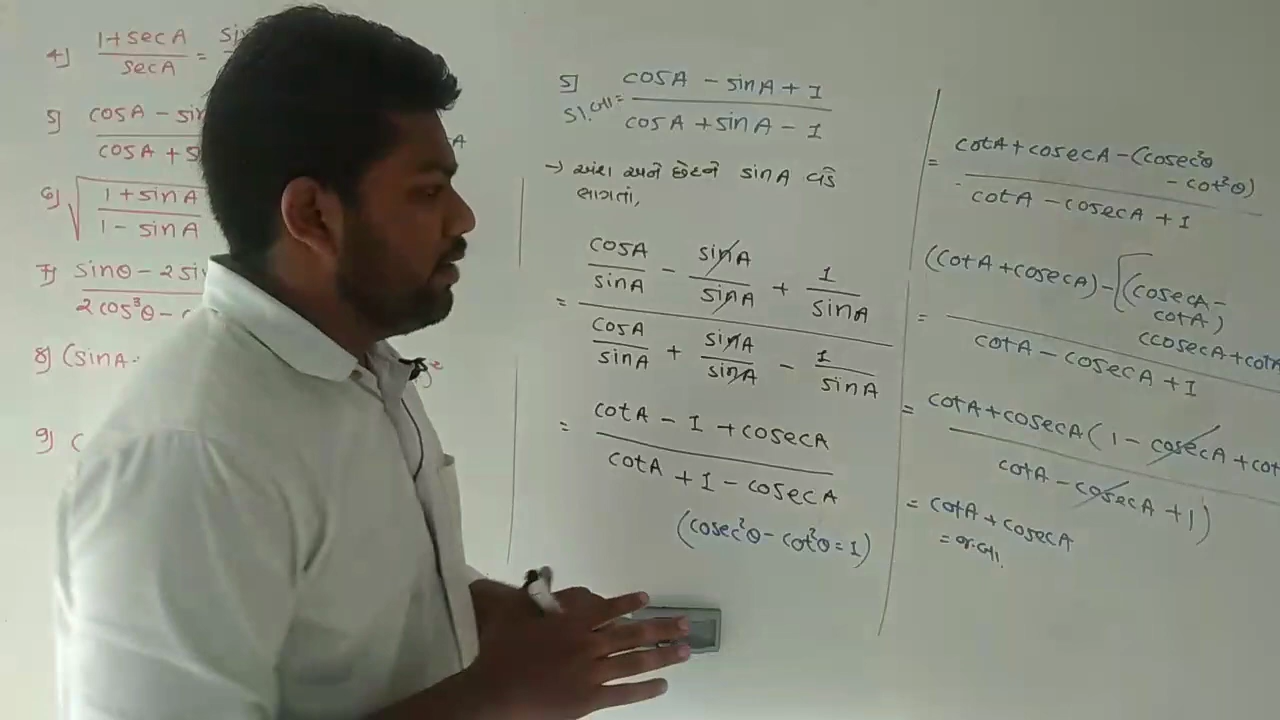 4) (1+secA)/(secA) = sin
5) (cosA - sin)/(cosA + s A
6) √((1+sinA)/(1-sinA))
7) (sinθ - 2sin)/(2cos³θ -
8) (sinA
9) (
5) ડા.બા = (cosA - sinA + 1)/(cosA + sinA - 1)
→ અંશ અને છેદને sinA વડે
ભાગતાં,
= (cosA/sinA - sinA/sinA + 1/sinA)/(cosA/sinA + sinA/sinA - 1/sinA)
= (cotA - 1 + cosecA)/(cotA + 1 - cosecA)
(cosec²θ - cot²θ = 1)
= (cotA + cosecA - (cosec²θ - cot²θ))/(cotA - cosecA + 1)
= ((cotA + cosecA) - [(cosecA - cotA)(cosecA + cotA)/(cotA - cosecA + 1)
= (cotA + cosecA (1 - cosecA + cot)/(cotA - cosecA + 1))
= cotA + cosecA
= જ.બા.